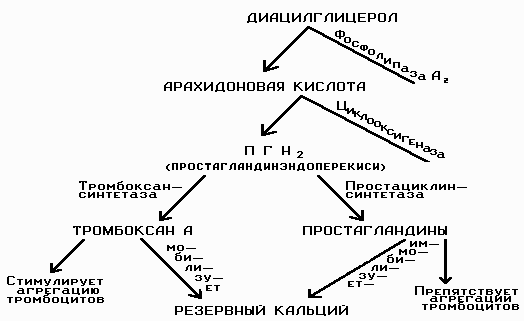 ДИАЦИЛГЛИЦЕРОЛ
Фосфолипаза А₂
АРАХИДОНОВАЯ КИСЛОТА
Циклооксигеназа
ПГН₂
(ПРОСТАГЛАНДИНЭНДОПЕРЕКИСИ)
Тромбоксан—
синтетаза
Простациклин—
синтетаза
ТРОМБОКСАН А
ПРОСТАГЛАНДИНЫ
мо—
би—
ли—
зу—
ет
им—
мо—
би—
ли—
зу—
ет—
Стимулирует
агрегацию
тромбоцитов
Препятствует
агрегации
тромбоцитов
РЕЗЕРВНЫЙ КАЛЬЦИЙ